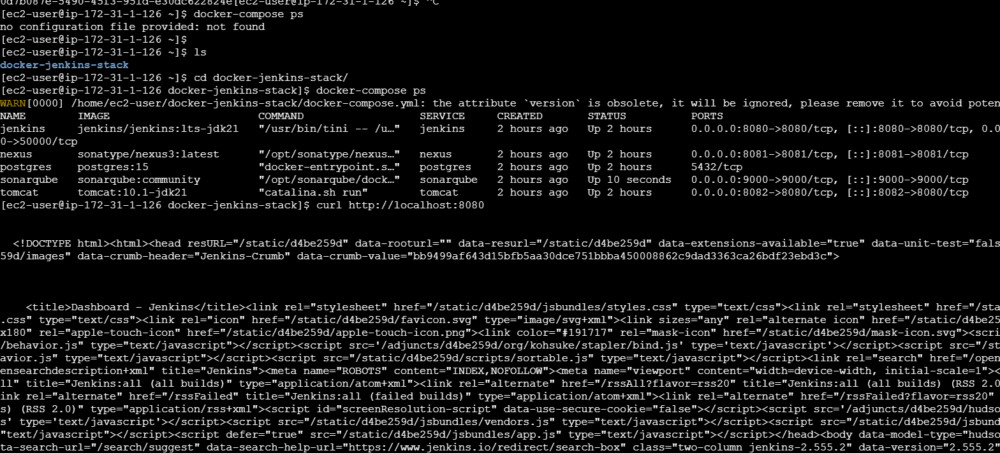 0d7b087e-5490-4513-951d-e30dc622824e[ec2-user@ip-172-31-1-126 ~]$ ^C
[ec2-user@ip-172-31-1-126 ~]$ docker-compose ps
no configuration file provided: not found
[ec2-user@ip-172-31-1-126 ~]$
[ec2-user@ip-172-31-1-126 ~]$ ls
docker-jenkins-stack
[ec2-user@ip-172-31-1-126 ~]$ cd docker-jenkins-stack/
[ec2-user@ip-172-31-1-126 docker-jenkins-stack]$ docker-compose ps
WARN[0000] /home/ec2-user/docker-jenkins-stack/docker-compose.yml: the attribute `version` is obsolete, it will be ignored, please remove it to avoid poten
NAME IMAGE COMMAND SERVICE CREATED STATUS PORTS
jenkins jenkins/jenkins:lts-jdk21 "/usr/bin/tini -- /u…" jenkins 2 hours ago Up 2 hours 0.0.0.0:8080->8080/tcp, [::]:8080->8080/tcp, 0.0
0->50000/tcp
nexus sonatype/nexus3:latest "/opt/sonatype/nexus…" nexus 2 hours ago Up 2 hours 0.0.0.0:8081->8081/tcp, [::]:8081->8081/tcp
postgres postgres:15 "docker-entrypoint.s…" postgres 2 hours ago Up 2 hours 5432/tcp
sonarqube sonarqube:community "/opt/sonarqube/dock…" sonarqube 2 hours ago Up 10 seconds 0.0.0.0:9000->9000/tcp, [::]:9000->9000/tcp
tomcat tomcat:10.1-jdk21 "catalina.sh run" tomcat 2 hours ago Up 2 hours 0.0.0.0:8082->8080/tcp, [::]:8082->8080/tcp
[ec2-user@ip-172-31-1-126 docker-jenkins-stack]$ curl http://localhost:8080
<!DOCTYPE html><html><head resURL="/static/d4be259d" data-rooturl="" data-resurl="/static/d4be259d" data-extensions-available="true" data-unit-test="fals
59d/images" data-crumb-header="Jenkins-Crumb" data-crumb-value="bb9499af643d15bfb5aa30dce751bbba450008862c9dad3363ca26bdf23ebd3c">
<title>Dashboard - Jenkins</title><link rel="stylesheet" href="/static/d4be259d/jsbundles/styles.css" type="text/css"><link rel="stylesheet" href="/sta
.css" type="text/css"><link rel="icon" href="/static/d4be259d/favicon.svg" type="image/svg+xml"><link sizes="any" rel="alternate icon" href="/static/d4be25
x180" rel="apple-touch-icon" href="/static/d4be259d/apple-touch-icon.png"><link color="#191717" rel="mask-icon" href="/static/d4be259d/mask-icon.svg"><scri
/behavior.js" type="text/javascript"></script><script src='/adjuncts/d4be259d/org/kohsuke/stapler/bind.js' type='text/javascript'></script><script src="/st
avior.js" type="text/javascript"></script><script src="/static/d4be259d/scripts/sortable.js" type="text/javascript"></script><link rel="search" href="/open
ensearchdescription+xml" title="Jenkins"><meta name="ROBOTS" content="INDEX,NOFOLLOW"><meta name="viewport" content="width=device-width, initial-scale=1"><
ll" title="Jenkins:all (all builds)" type="application/atom+xml"><link rel="alternate" href="/rssAll?flavor=rss20" title="Jenkins:all (all builds) (RSS 2.0
ink rel="alternate" href="/rssFailed" title="Jenkins:all (failed builds)" type="application/atom+xml"><link rel="alternate" href="/rssFailed?flavor=rss20"
s) (RSS 2.0)" type="application/rss+xml"><script id="screenResolution-script" data-use-secure-cookie="false"></script><script src='/adjuncts/d4be259d/hudso
s' type='text/javascript'></script><script src="/static/d4be259d/jsbundles/vendors.js" type="text/javascript"></script><script src="/static/d4be259d/jsbund
"text/javascript"></script><script defer="true" src="/static/d4be259d/jsbundles/app.js" type="text/javascript"></script></head><body data-model-type="hudso
ta-search-url="/search/suggest" data-search-help-url="https://www.jenkins.io/redirect/search-box" class="two-column jenkins-2.555.2" data-version="2.555.2"